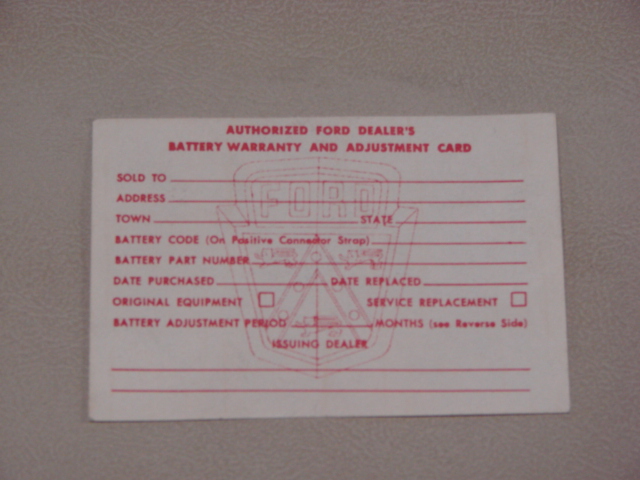 AUTHORIZED FORD DEALER'S
BATTERY WARRANTY AND ADJUSTMENT CARD
FORD
SOLD TO
ADDRESS
TOWN STATE
BATTERY CODE (On Positive Connector Strap)
BATTERY PART NUMBER
DATE PURCHASED DATE REPLACED
ORIGINAL EQUIPMENT SERVICE REPLACEMENT
BATTERY ADJUSTMENT PERIOD MONTHS (see Reverse Side)
ISSUING DEALER